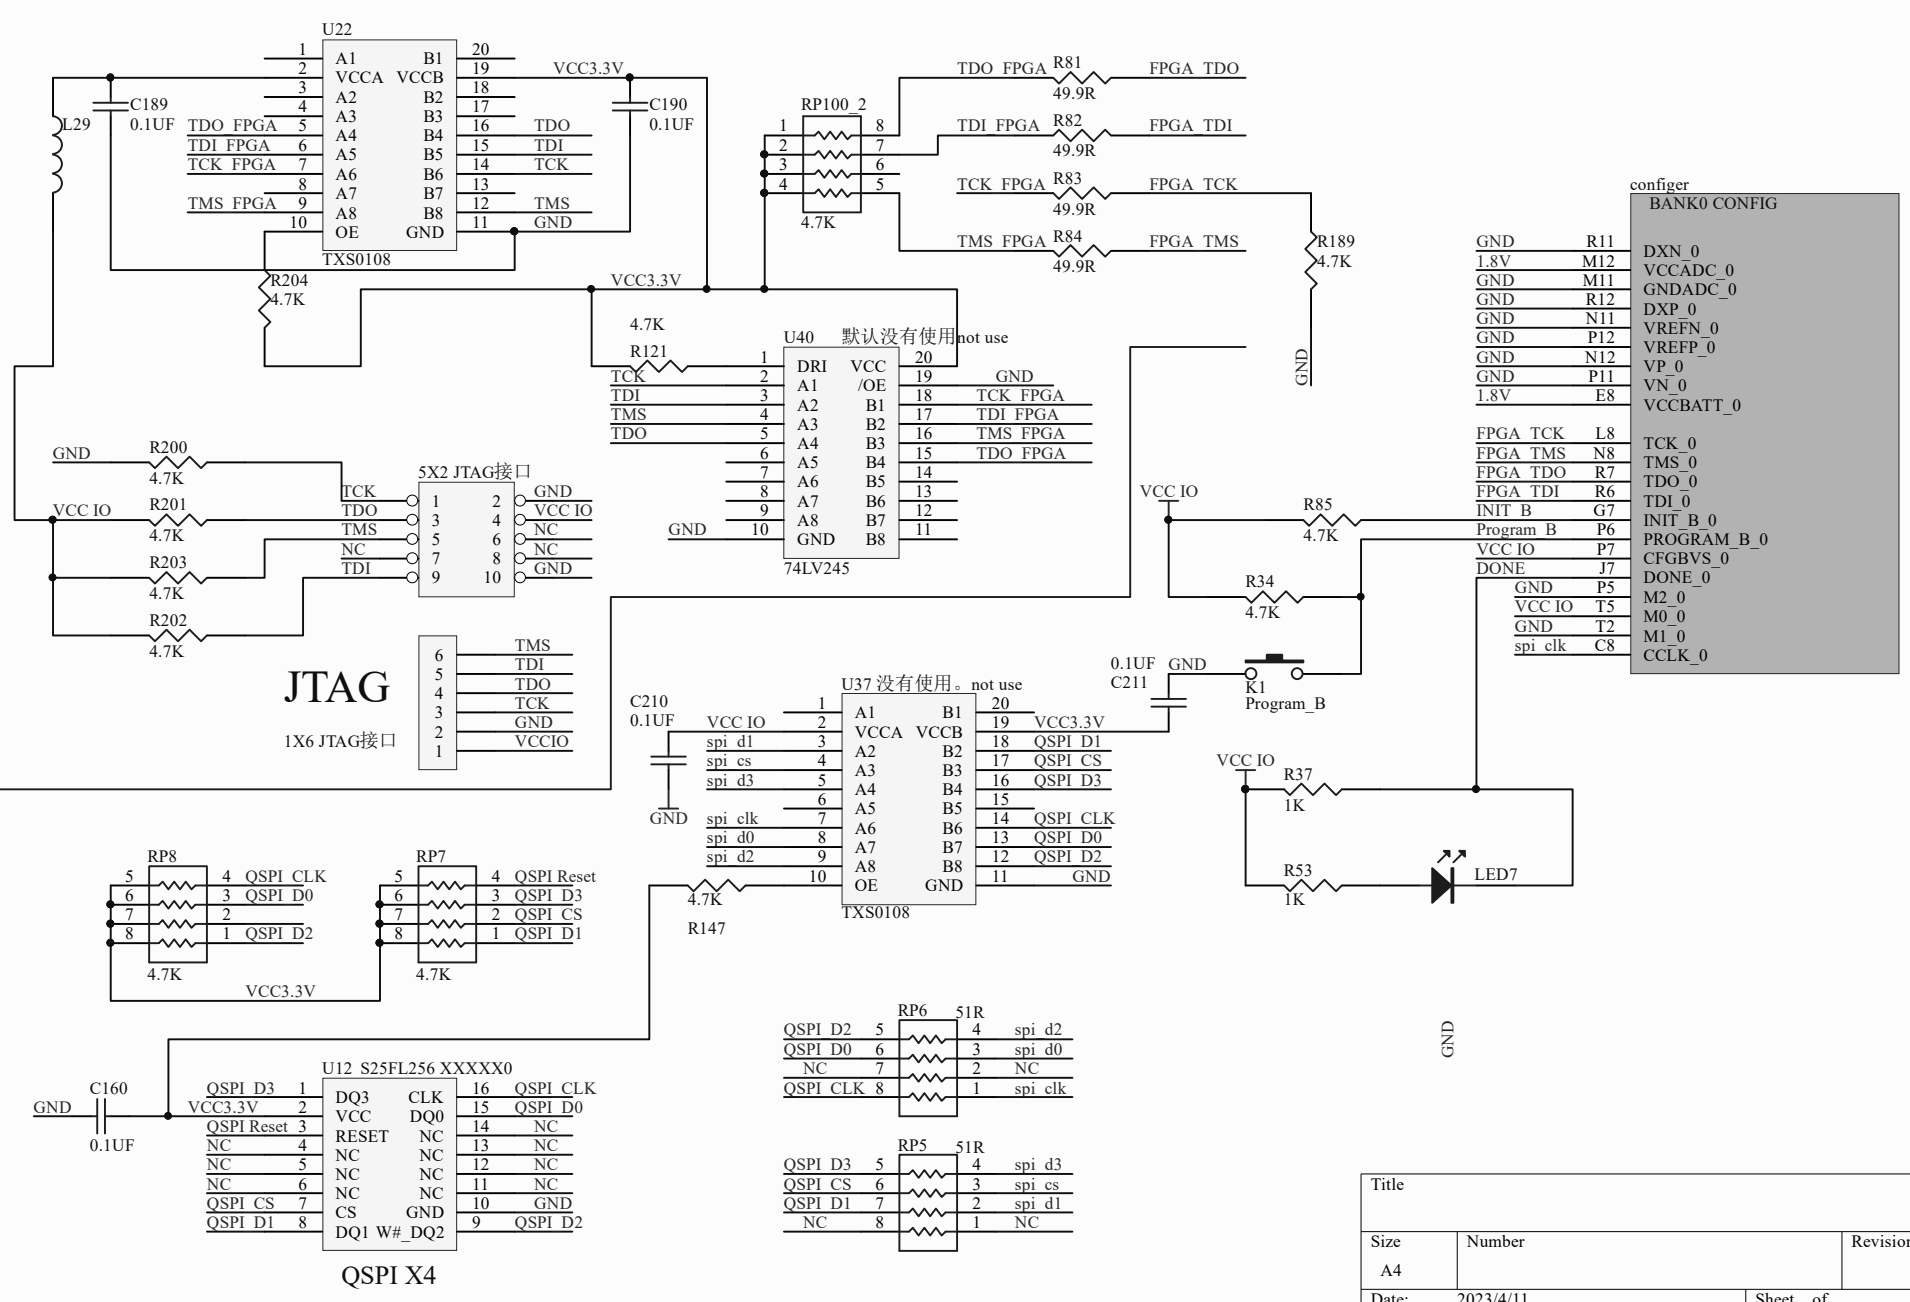 U22
1 A1 B1 20
2 VCCA VCCB 19 VCC3.3V
3 A2 B2 18
4 A3 B3 17
TDO_FPGA 5 A4 B4 16 TDO
TDI_FPGA 6 A5 B5 15 TDI
TCK_FPGA 7 A6 B6 14 TCK
8 A7 B7 13
TMS_FPGA 9 A8 B8 12 TMS
10 OE GND 11 GND
TXS0108
L29
C189
0.1UF
C190
0.1UF
R204
4.7K
RP100_2
1 8
2 7
3 6
4 5
4.7K
TDO_FPGA R81 FPGA_TDO
49.9R
TDI_FPGA R82 FPGA_TDI
49.9R
TCK_FPGA R83 FPGA_TCK
49.9R
TMS_FPGA R84 FPGA_TMS
49.9R
R189
4.7K
GND
VCC3.3V
4.7K
R121
U40 默认没有使用not use
1 DRI VCC 20
TCK 2 A1 /OE 19 GND
TDI 3 A2 B1 18 TCK_FPGA
TMS 4 A3 B2 17 TDI_FPGA
TDO 5 A4 B3 16 TMS_FPGA
6 A5 B4 15 TDO_FPGA
7 A6 B5 14
8 A7 B6 13
9 A8 B7 12
GND 10 GND B8 11
74LV245
configer
BANK0 CONFIG
GND R11 DXN_0
1.8V M12 VCCADC_0
GND M11 GNDADC_0
GND R12 DXP_0
GND N11 VREFN_0
GND P12 VREFP_0
GND N12 VP_0
GND P11 VN_0
1.8V E8 VCCBATT_0
FPGA_TCK L8 TCK_0
FPGA_TMS N8 TMS_0
FPGA_TDO R7 TDO_0
FPGA_TDI R6 TDI_0
INIT_B G7 INIT_B_0
Program_B P6 PROGRAM_B_0
VCC IO P7 CFGBVS_0
DONE J7 DONE_0
GND P5 M2_0
VCC IO T5 M0_0
GND T2 M1_0
spi_clk C8 CCLK_0
GND R200
4.7K
VCC IO R201
4.7K
R203
4.7K
R202
4.7K
5X2 JTAG接口
TCK 1 2 GND
TDO 3 4 VCC IO
TMS 5 6 NC
NC 7 8 NC
TDI 9 10 GND
JTAG
1X6 JTAG接口
6 TMS
5 TDI
4 TDO
3 TCK
2 GND
1 VCCIO
VCC IO
R85
4.7K
R34
4.7K
0.1UF GND
C211
K1
Program_B
C210
0.1UF
GND
U37 没有使用。not use
1 A1 B1 20
VCC IO 2 VCCA VCCB 19 VCC3.3V
spi_d1 3 A2 B2 18 QSPI_D1
spi_cs 4 A3 B3 17 QSPI_CS
spi_d3 5 A4 B4 16 QSPI_D3
6 A5 B5 15
spi_clk 7 A6 B6 14 QSPI_CLK
spi_d0 8 A7 B7 13 QSPI_D0
spi_d2 9 A8 B8 12 QSPI_D2
10 OE GND 11 GND
TXS0108
4.7K
R147
VCC IO
R37
1K
R53
1K
LED7
GND
RP8
5 4 QSPI_CLK
6 3 QSPI_D0
7 2
8 1 QSPI_D2
4.7K
RP7
5 4 QSPI Reset
6 3 QSPI_D3
7 2 QSPI_CS
8 1 QSPI_D1
4.7K
VCC3.3V
RP6 51R
QSPI_D2 5 4 spi_d2
QSPI_D0 6 3 spi_d0
NC 7 2 NC
QSPI_CLK 8 1 spi_clk
RP5 51R
QSPI_D3 5 4 spi_d3
QSPI_CS 6 3 spi_cs
QSPI_D1 7 2 spi_d1
NC 8 1 NC
GND C160
0.1UF
U12 S25FL256 XXXXX0
QSPI_D3 1 DQ3 CLK 16 QSPI_CLK
VCC3.3V 2 VCC DQ0 15 QSPI_D0
QSPI Reset 3 RESET NC 14 NC
NC 4 NC NC 13 NC
NC 5 NC NC 12 NC
NC 6 NC NC 11 NC
QSPI_CS 7 CS GND 10 GND
QSPI_D1 8 DQ1 W#_DQ2 9 QSPI_D2
QSPI X4
Title
Size Number Revision
A4
Date: 2023/4/11 Sheet of